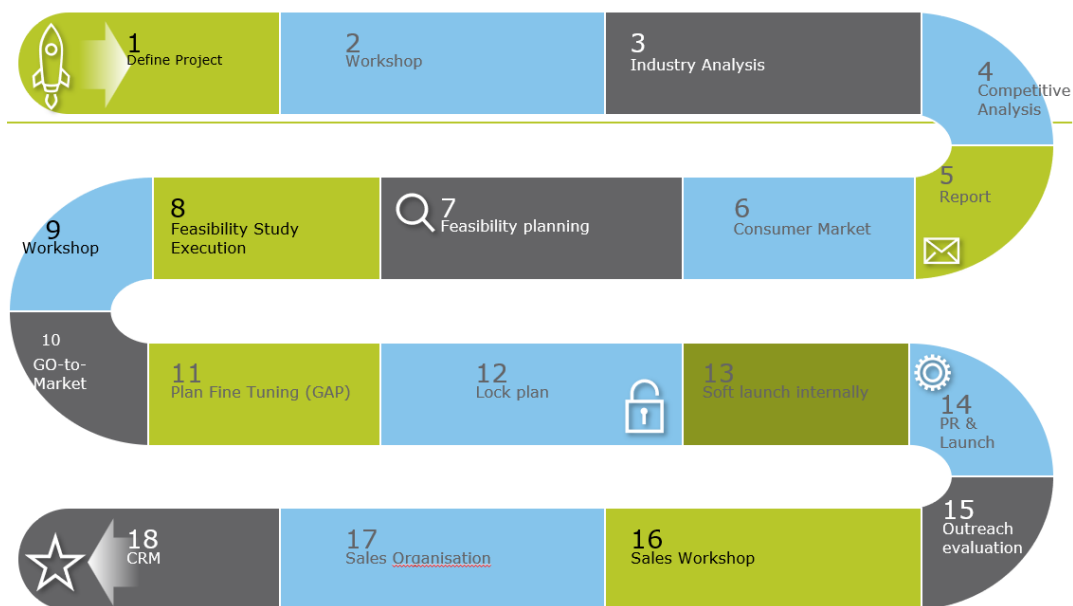 1
Define Project
2
Workshop
3
Industry Analysis
4
Competitive
Analysis
5
Report
6
Consumer Market
7
Feasibility planning
8
Feasibility Study
Execution
9
Workshop
10
GO-to-
Market
11
Plan Fine Tuning (GAP)
12
Lock plan
13
Soft launch internally
14
PR &
Launch
15
Outreach
evaluation
16
Sales Workshop
17
Sales Organisation
18
CRM